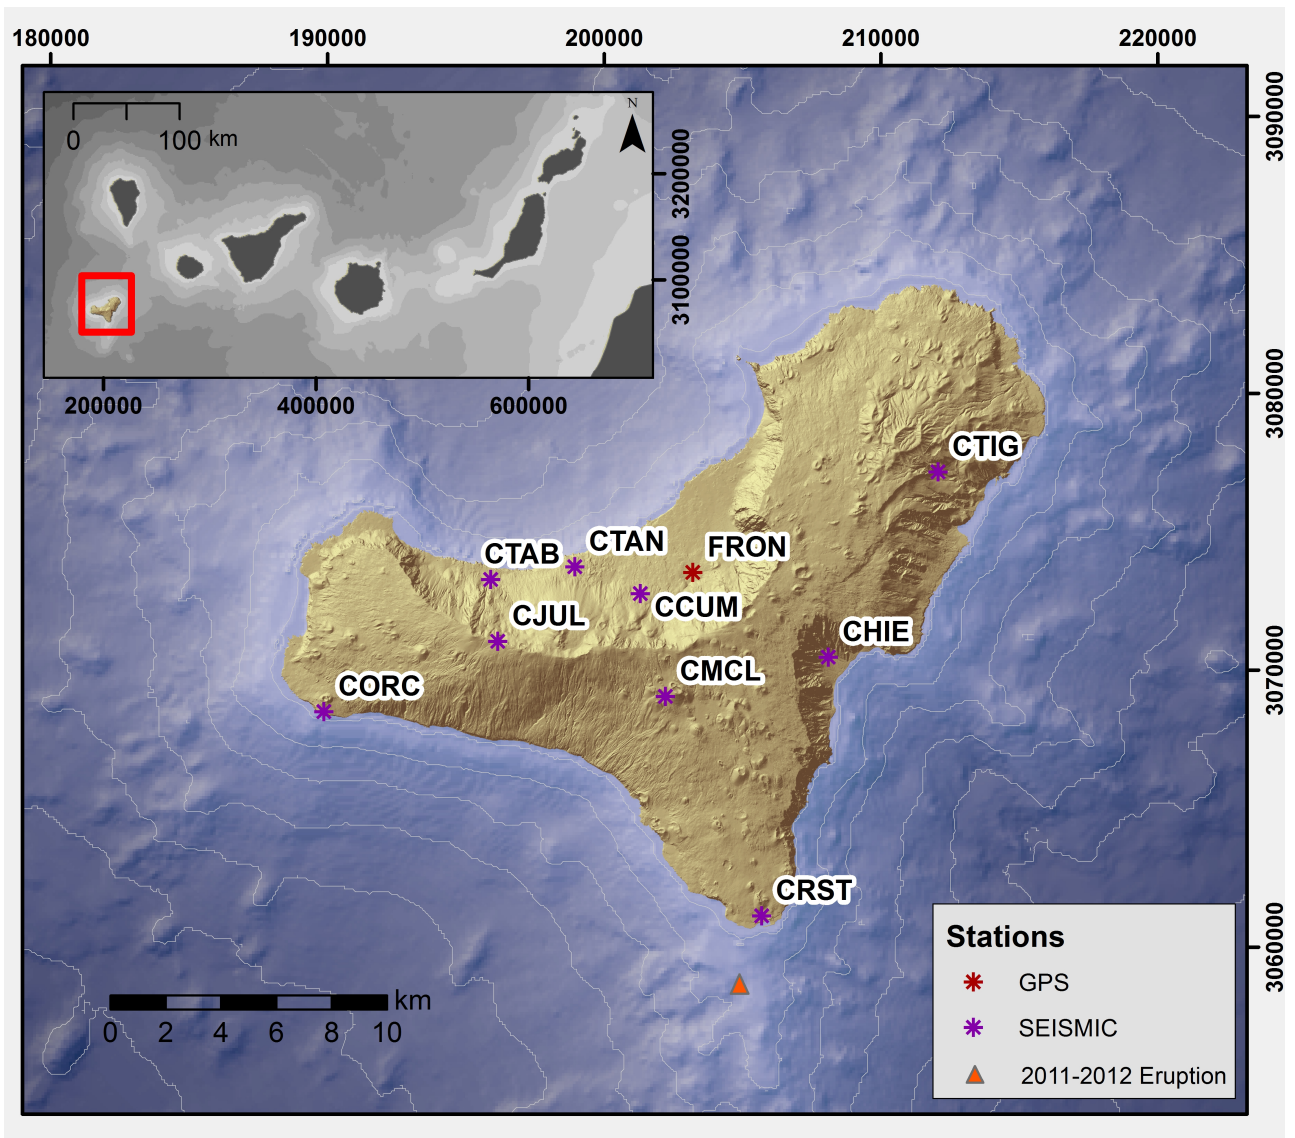 180000 190000 200000 210000 220000
0 100 km
N
3200000
3100000
200000 400000 600000
3090000
3080000
3070000
3060000
CTIG
CTAN
FRON
CTAB
CCUM
CJUL
CHIE
CMCL
CORC
CRST
km
0 2 4 6 8 10
Stations
GPS
SEISMIC
2011-2012 Eruption